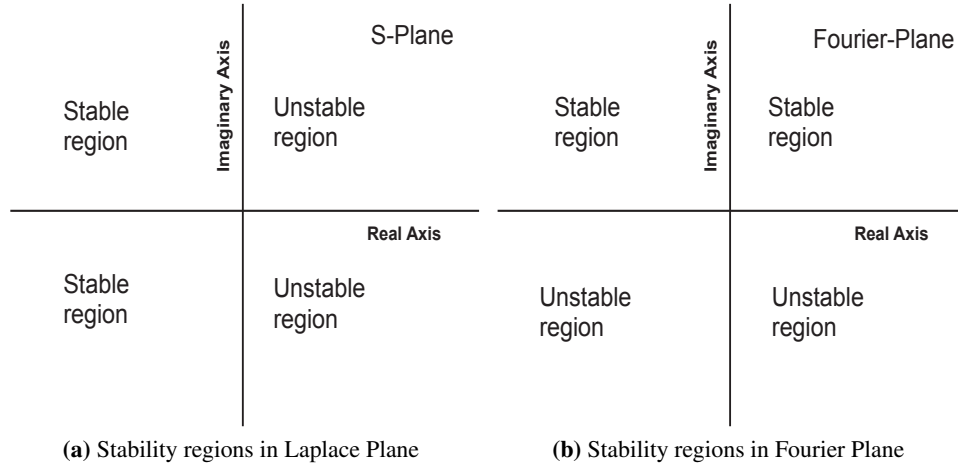 S-Plane
Imaginary Axis
Stable
region
Unstable
region
Real Axis
Stable
region
Unstable
region
(a) Stability regions in Laplace Plane
Fourier-Plane
Imaginary Axis
Stable
region
Stable
region
Real Axis
Unstable
region
Unstable
region
(b) Stability regions in Fourier Plane